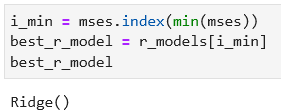 i_min = mses.index(min(mses))
best_r_model = r_models[i_min]
best_r_model
Ridge()